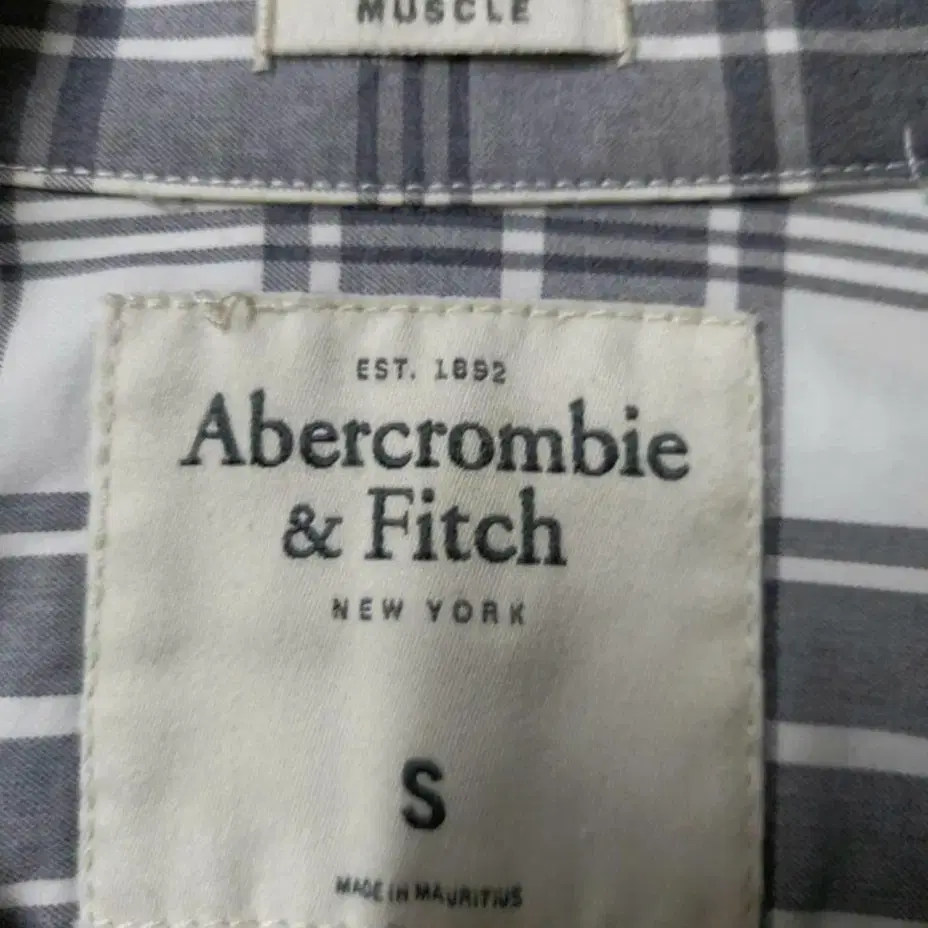 MUSCLE
EST. 1892
Abercrombie
& Fitch
NEW YORK
S
MADE IN MAURITIUS